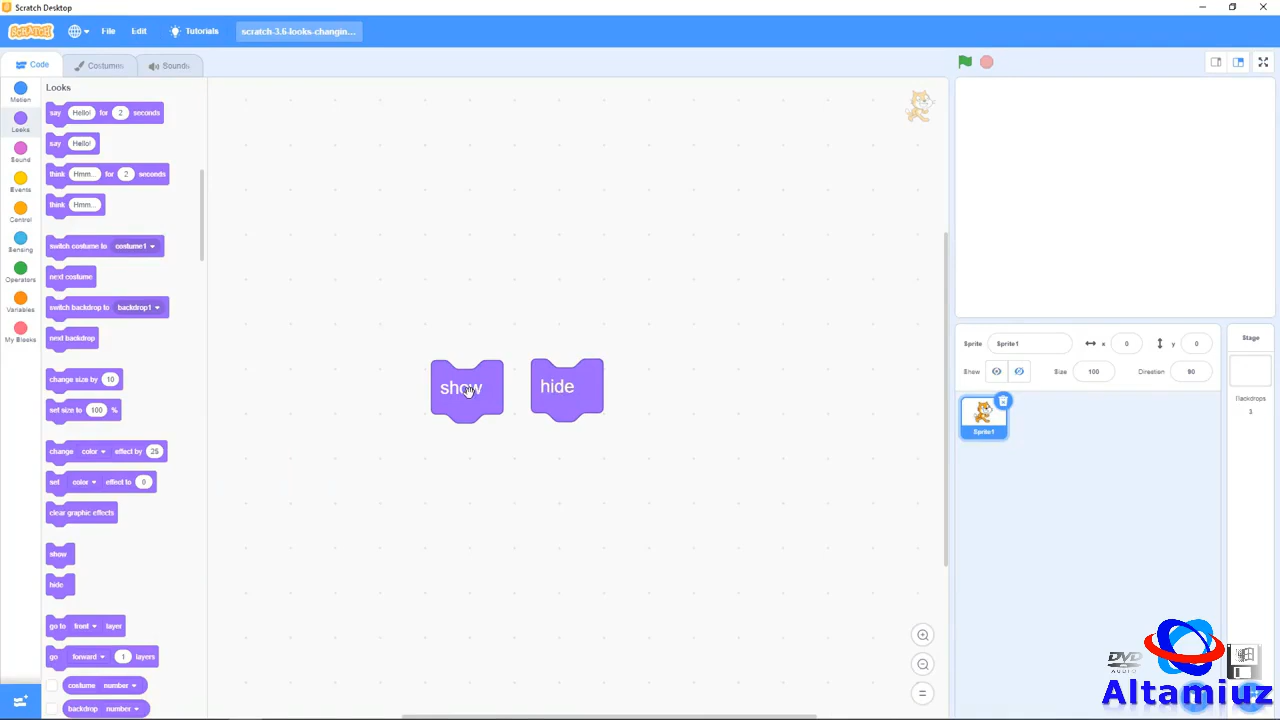 Scratch Desktop
SCRATCH
File
Edit
Tutorials
scratch-3.6-looks-changin...
Code
Costumes
Sounds
Motion
Looks
Sound
Events
Control
Sensing
Operators
Variables
My Blocks
Looks
say Hello! for 2 seconds
say Hello!
think Hmm... for 2 seconds
think Hmm...
switch costume to costume1
next costume
switch backdrop to backdrop1
next backdrop
change size by 10
set size to 100 %
change color effect by 25
set color effect to 0
clear graphic effects
show
hide
go to front layer
go forward 1 layers
costume number
backdrop number
show
hide
Sprite Sprite1 x 0 y 0
Show Size 100 Direction 90
Sprite1
Stage
Backdrops
3
DVD
AUDIO
Altamiuz